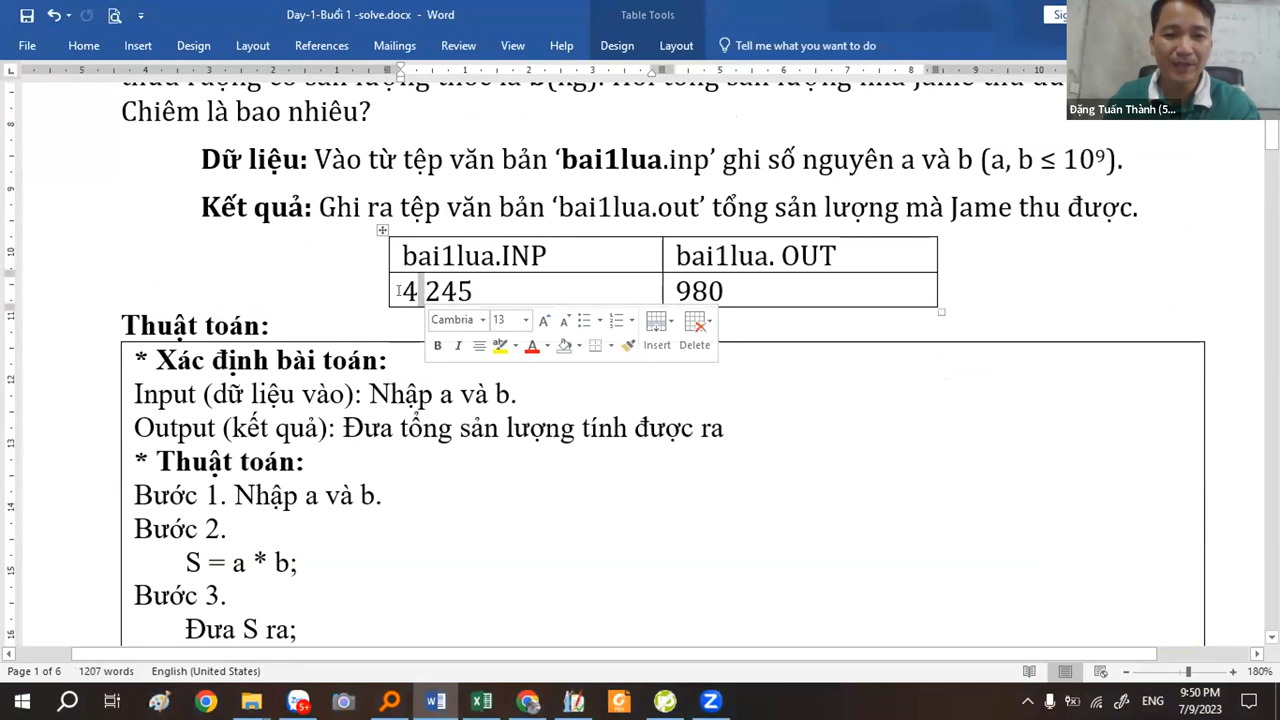 Day-1-Buổi 1 -solve.docx - Word
Table Tools
File Home Insert Design Layout References Mailings Review View Help Design Layout Tell me what you want to do
Đặng Tuấn Thành (5...
Chiêm là bao nhiêu?
Dữ liệu: Vào từ tệp văn bản ‘bai1lua.inp’ ghi số nguyên a và b (a, b ≤ 10⁹).
Kết quả: Ghi ra tệp văn bản ‘bai1lua.out’ tổng sản lượng mà Jame thu được.
bai1lua.INP bai1lua. OUT
4 245 980
Cambria 13
Insert Delete
Thuật toán:
* Xác định bài toán:
Input (dữ liệu vào): Nhập a và b.
Output (kết quả): Đưa tổng sản lượng tính được ra
* Thuật toán:
Bước 1. Nhập a và b.
Bước 2.
S = a * b;
Bước 3.
Đưa S ra;
Page 1 of 6 1207 words English (United States) 180%
ENG
9:50 PM
7/9/2023